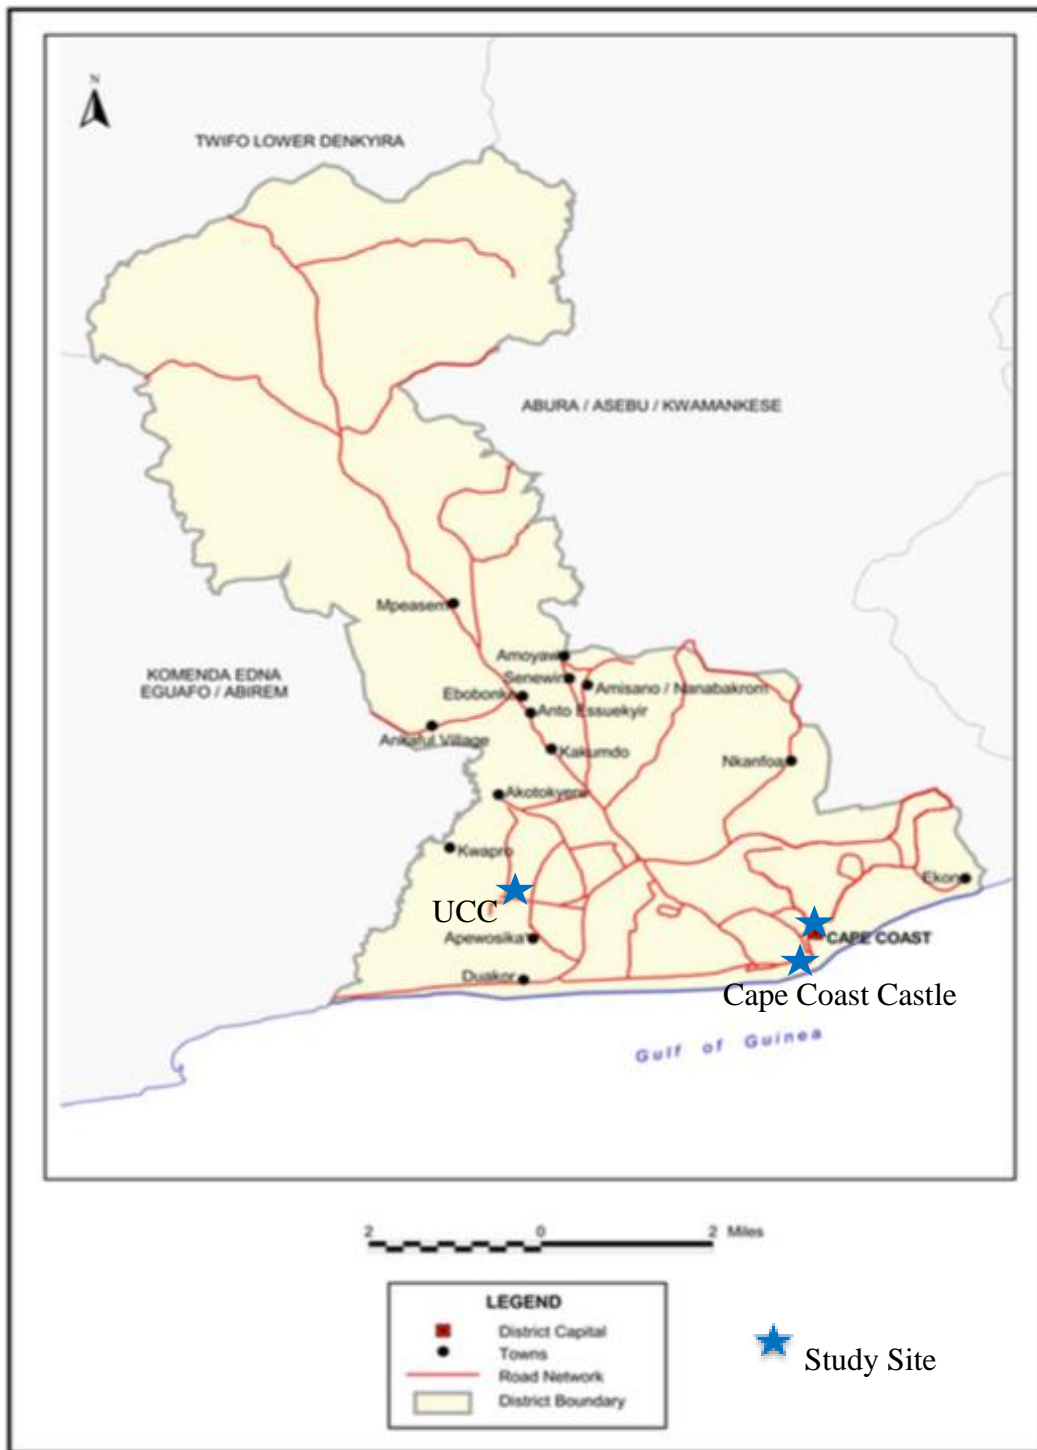 N
TWIFO LOWER DENKYIRA
ABURA / ASEBU / KWAMANKESE
Mpeasem
KOMENDA EDNA
EGUAFO / ABIREM
Amoyaw
Senewin
Amisano / Nanabakrom
Ebobonko
Anto Essuekyir
Ankaful Village
Kakumdo
Nkanfoa
Akotokyere
Kwapro
Ekon
UCC
Apewosika
CAPE COAST
Duakor
Cape Coast Castle
Gulf of Guinea
2 0 2 Miles
LEGEND
District Capital
Towns
Road Network
District Boundary
Study Site